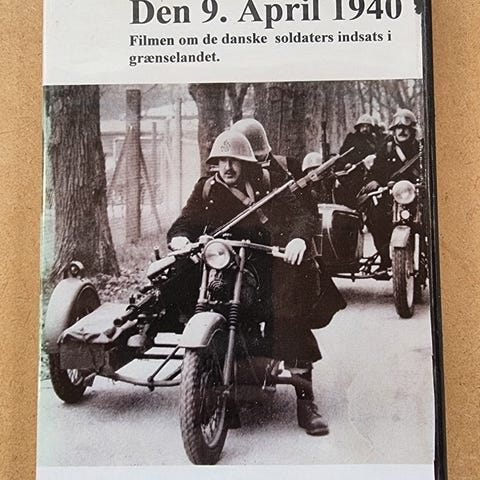 Den 9. April 1940
Filmen om de danske soldaters indsats i
grænselandet.